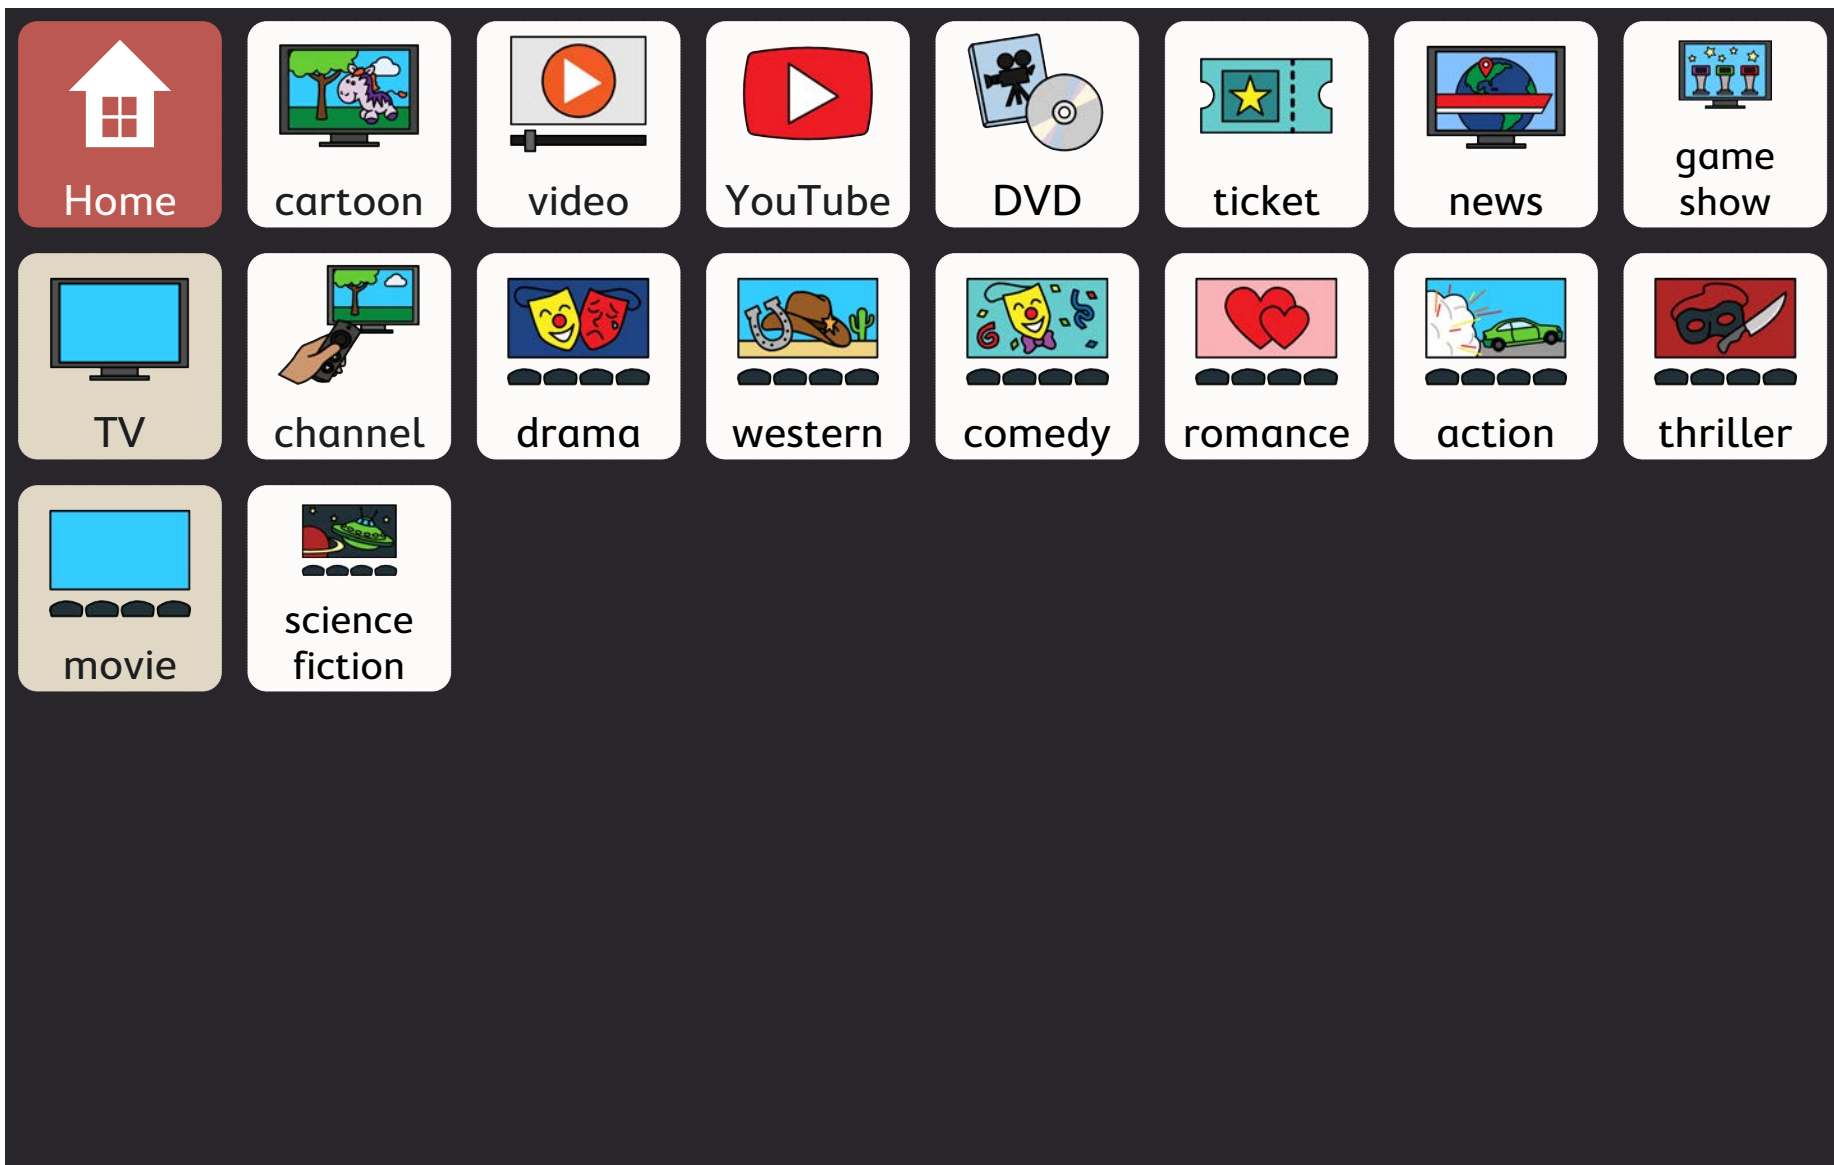 Home
cartoon
video
YouTube
DVD
ticket
news
game
show
TV
channel
drama
western
comedy
romance
action
thriller
movie
science
fiction